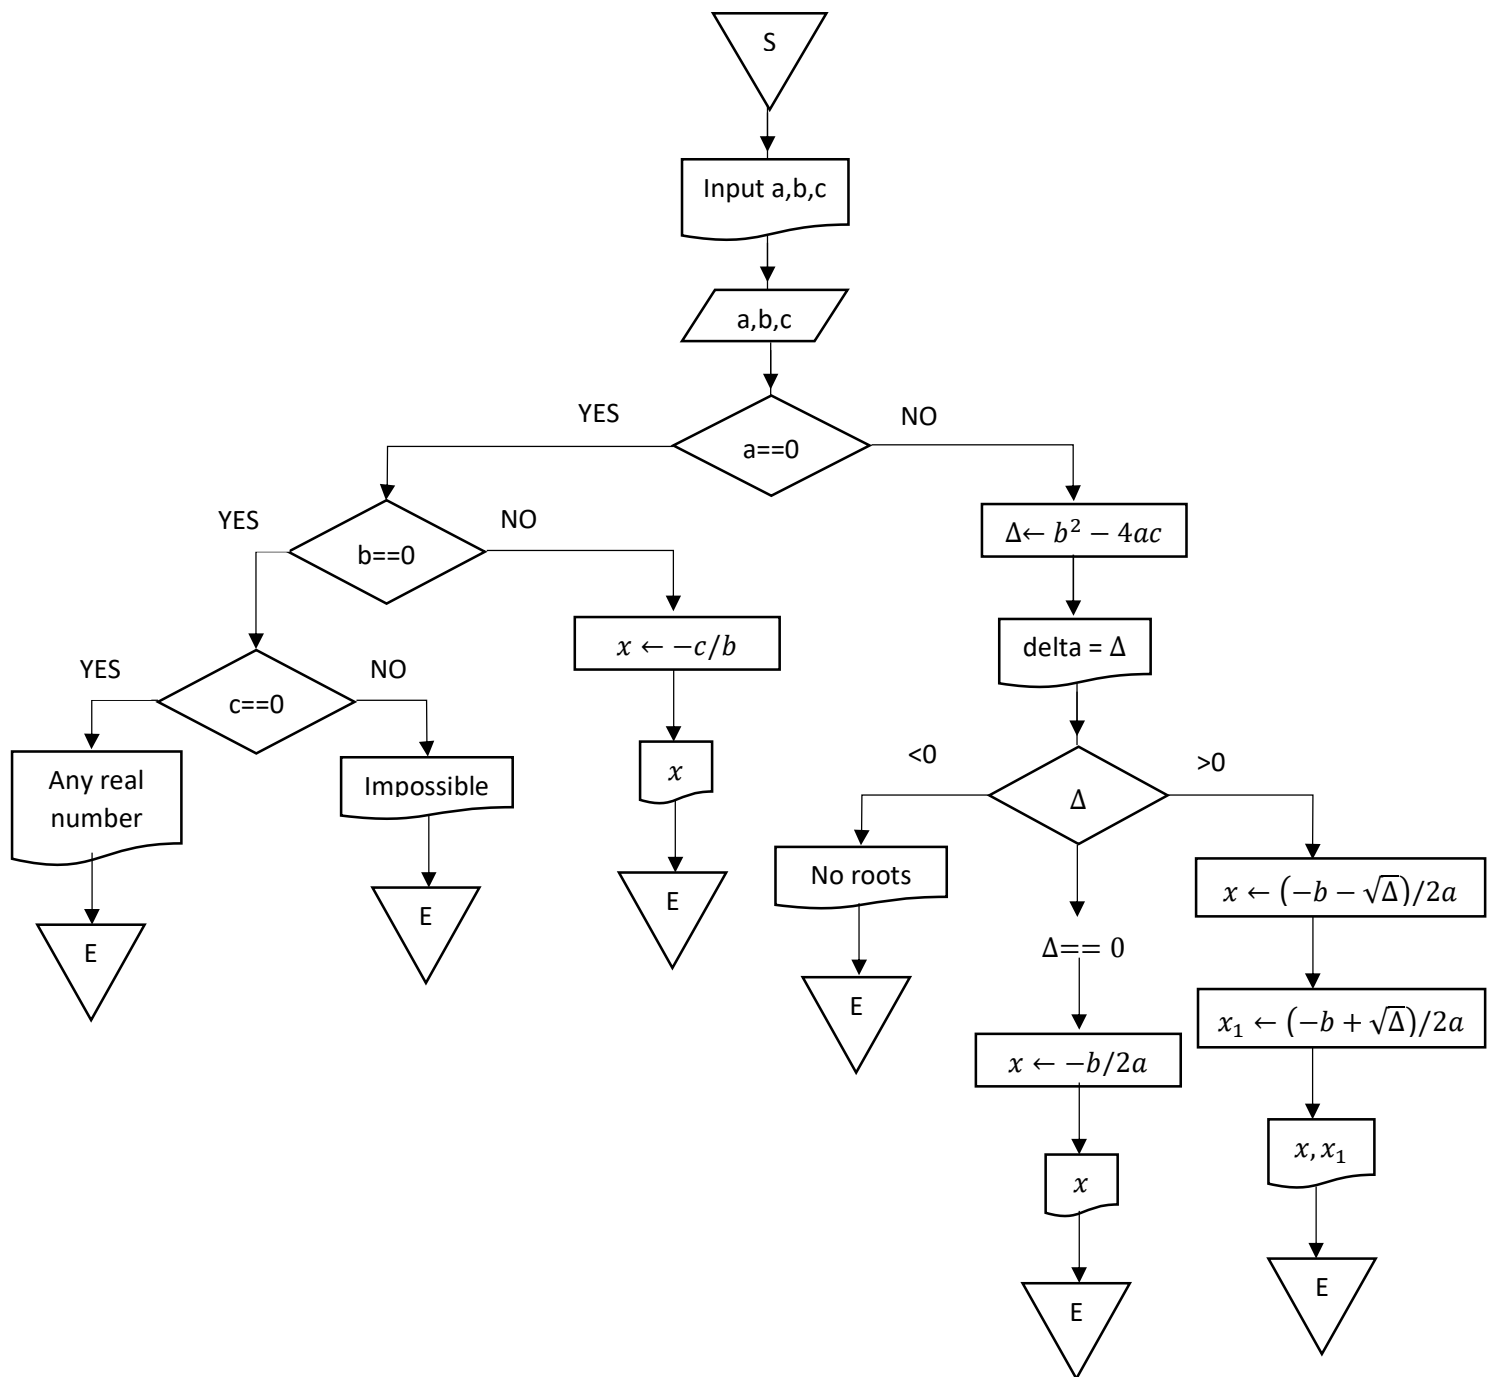 S
Input a,b,c
a,b,c
YES
NO
a==0
YES
NO
b==0
Δ← b² − 4ac
x ← −c/b
delta = Δ
YES
NO
c==0
<0
>0
Δ
Any real
number
Impossible
x
No roots
x ← (−b − √Δ)/2a
E
E
E
Δ== 0
E
x₁ ← (−b + √Δ)/2a
x ← −b/2a
x, x₁
x
E
E